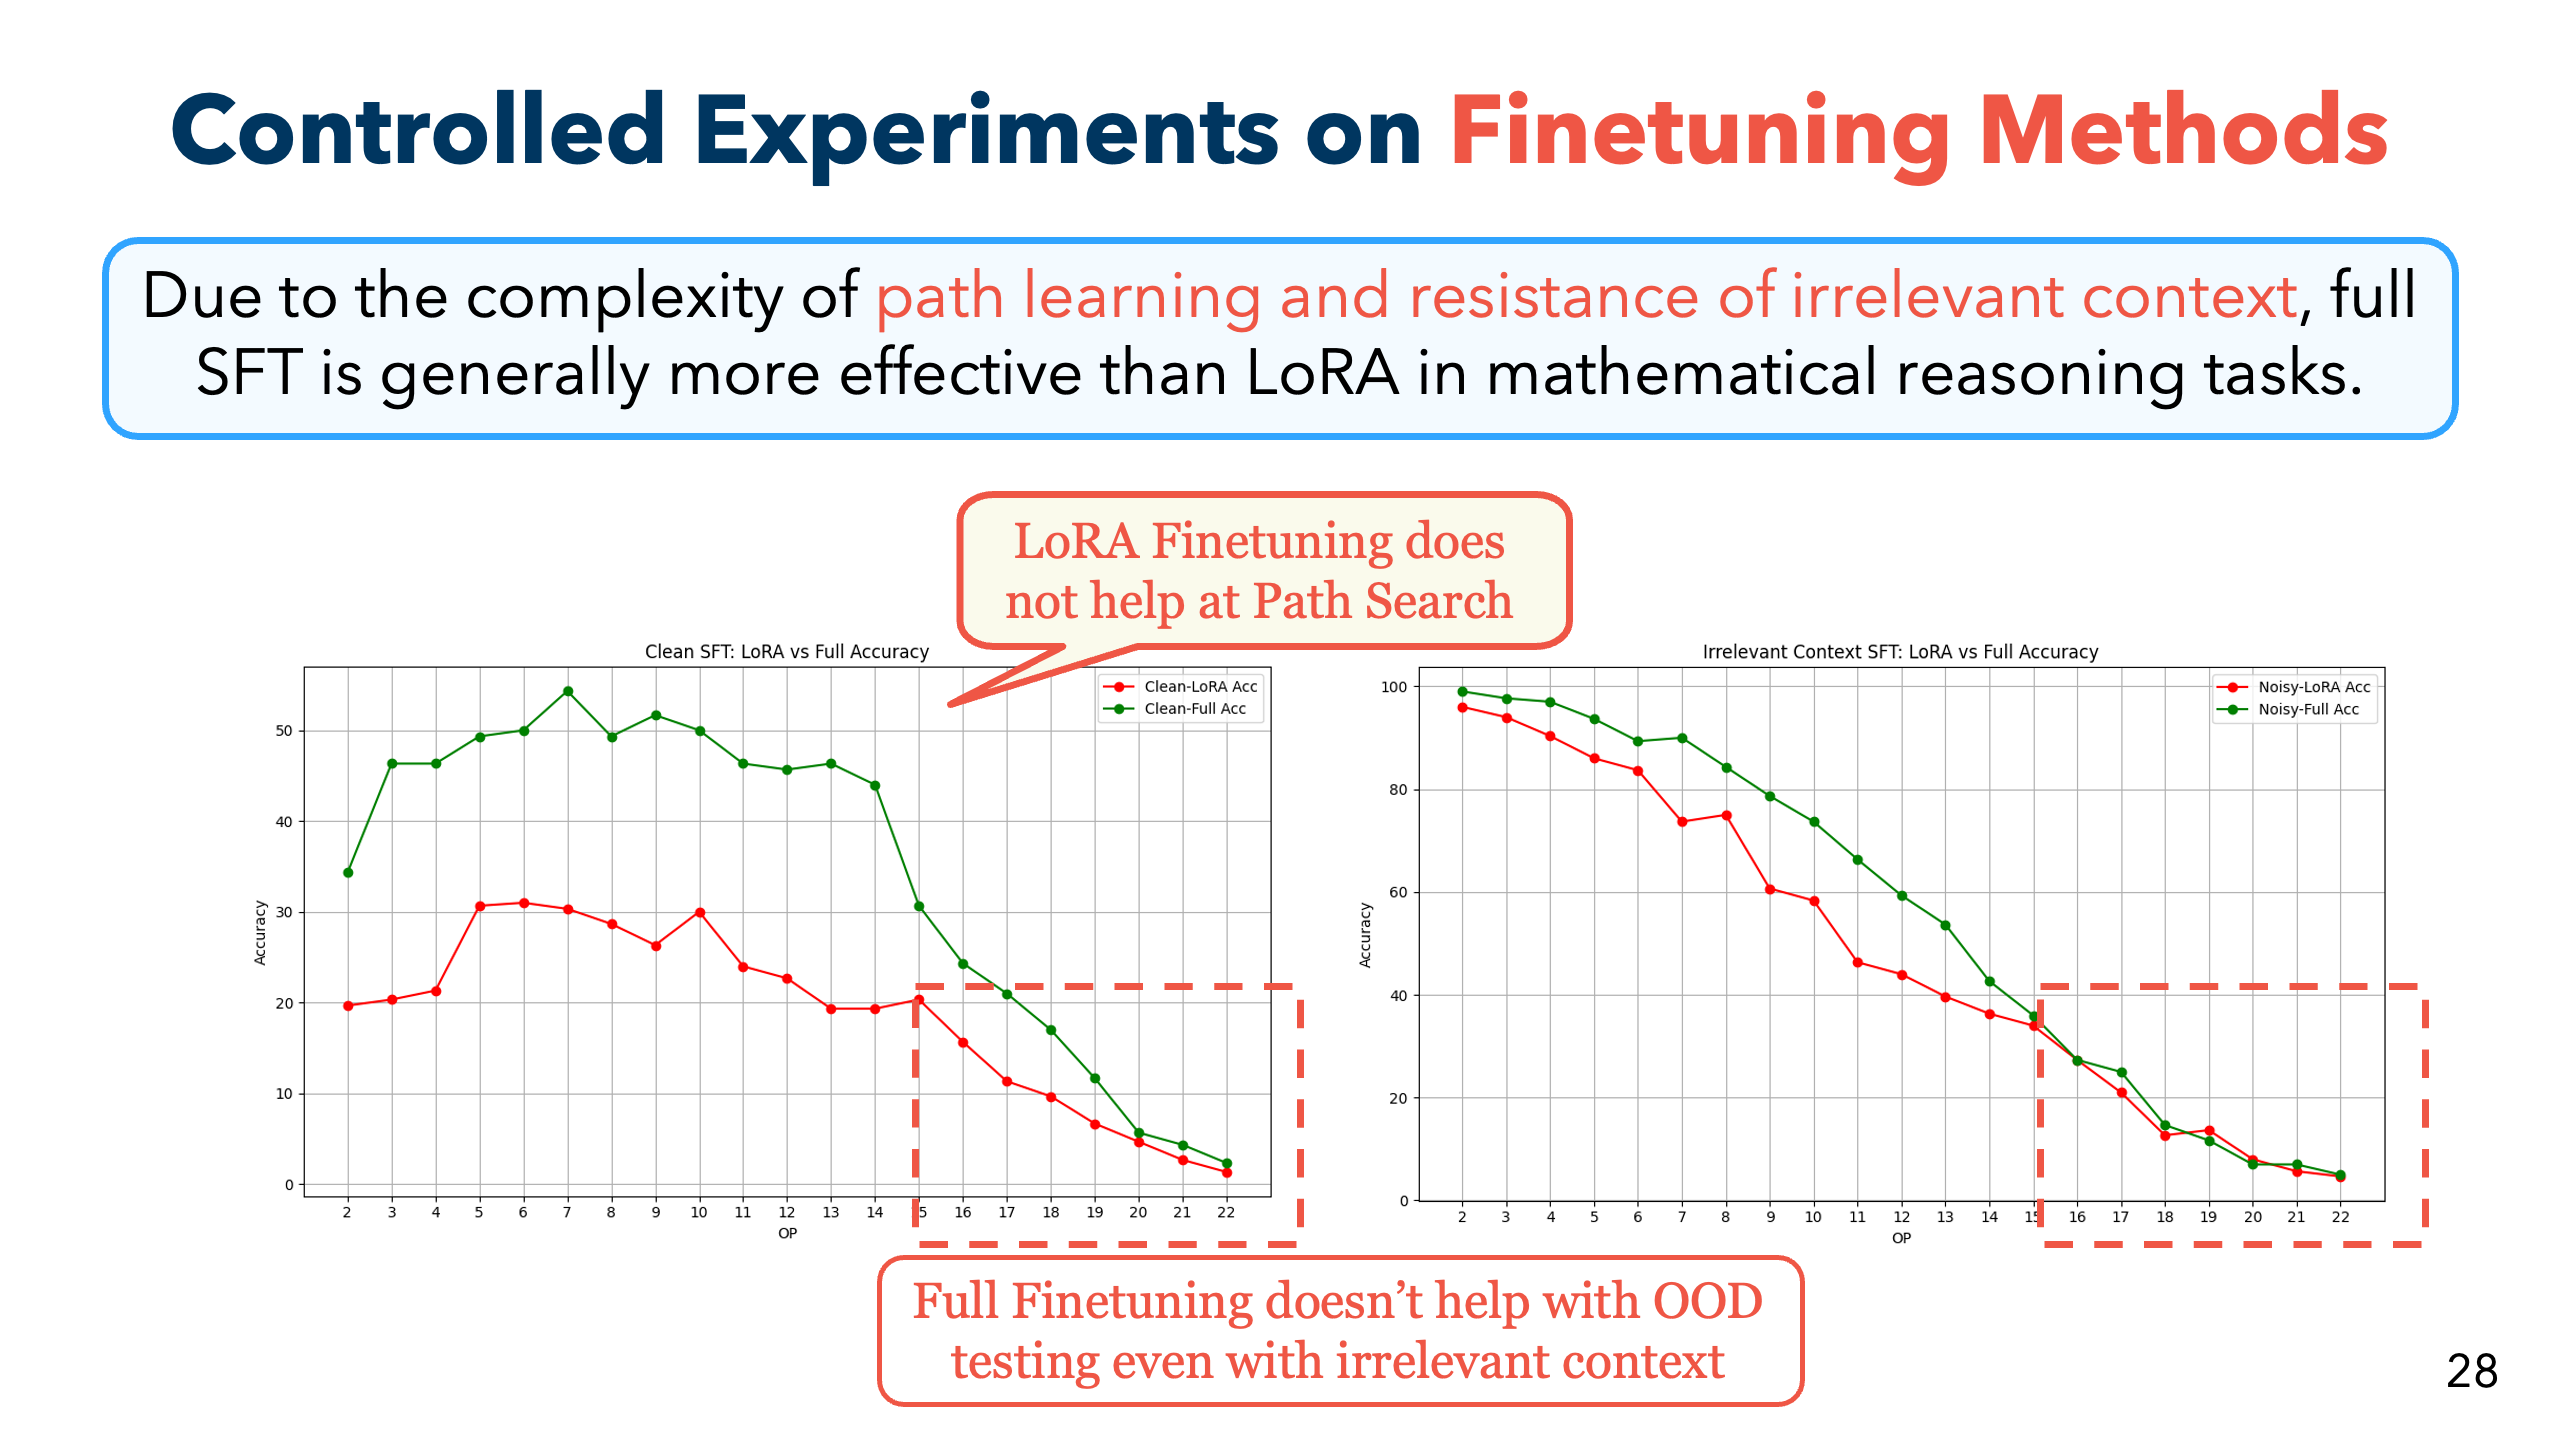 Controlled Experiments on Finetuning Methods
Due to the complexity of path learning and resistance of irrelevant context, full
SFT is generally more effective than LoRA in mathematical reasoning tasks.
LoRA Finetuning does
not help at Path Search
Clean SFT: LoRA vs Full Accuracy
Clean-LoRA Acc
Clean-Full Acc
50
40
30
20
10
0
Accuracy
2 3 4 5 6 7 8 9 10 11 12 13 14 15 16 17 18 19 20 21 22
OP
Irrelevant Context SFT: LoRA vs Full Accuracy
Noisy-LoRA Acc
Noisy-Full Acc
100
80
60
40
20
0
Accuracy
2 3 4 5 6 7 8 9 10 11 12 13 14 15 16 17 18 19 20 21 22
OP
Full Finetuning doesn’t help with OOD
testing even with irrelevant context
28